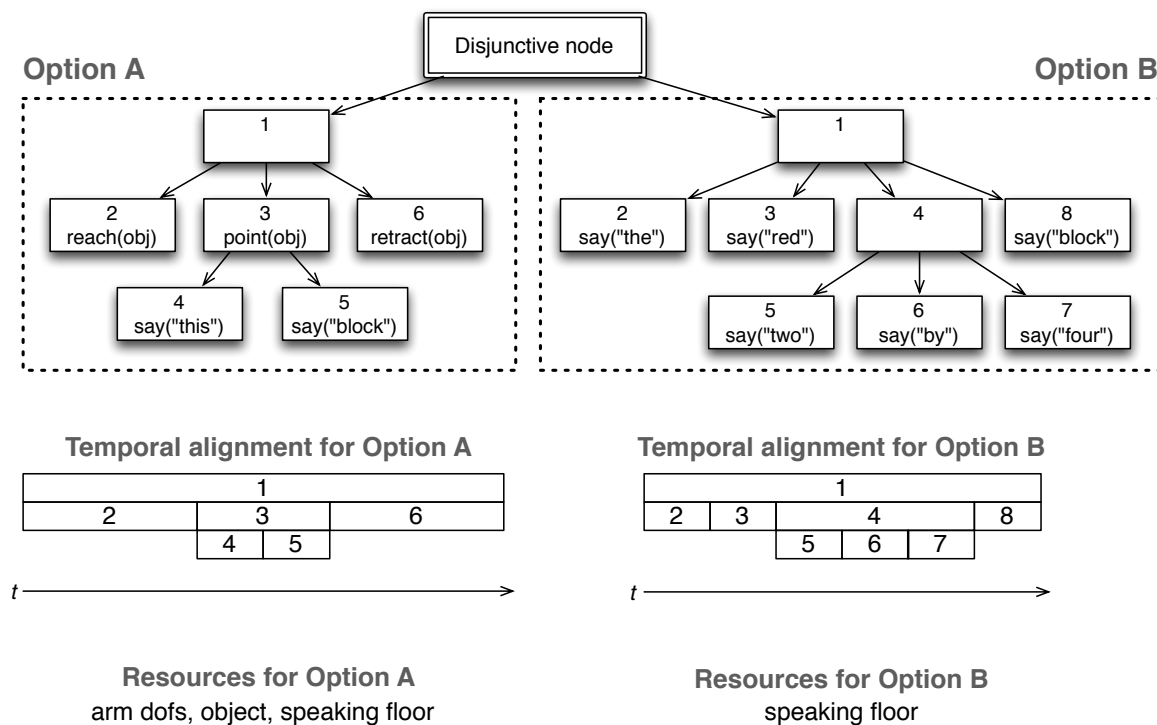 Disjunctive node
Option A
Option B
1
2
reach(obj)
3
point(obj)
6
retract(obj)
4
say("this")
5
say("block")
1
2
say("the")
3
say("red")
4
8
say("block")
5
say("two")
6
say("by")
7
say("four")
Temporal alignment for Option A
1
2 3 6
4 5
t
Temporal alignment for Option B
1
2 3 4 8
5 6 7
t
Resources for Option A
arm dofs, object, speaking floor
Resources for Option B
speaking floor